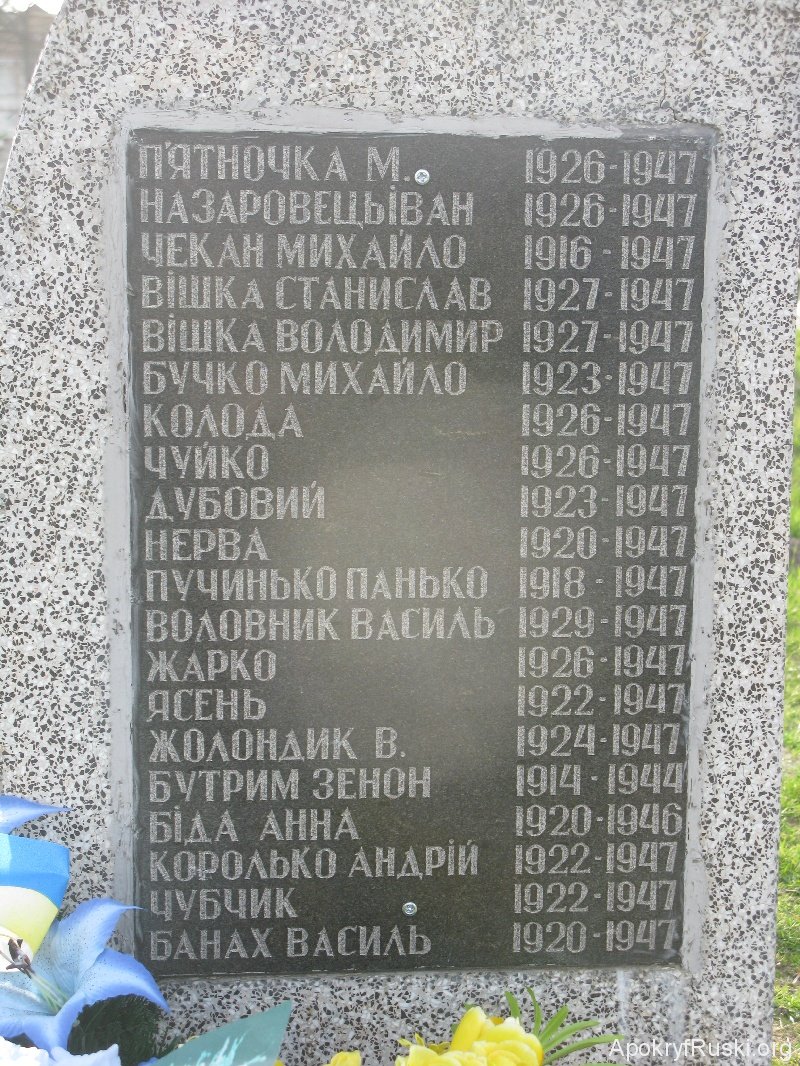 П'ЯТНОЧКА М. 1926-1947
НАЗАРОВЕЦЬІВАН 1926-1947
ЧЕКАН МИХАЙЛО 1916-1947
ВІШКА СТАНИСЛАВ 1927-1947
ВІШКА ВОЛОДИМИР 1927-1947
БУЧКО МИХАЙЛО 1923-1947
КОЛОДА 1926-1947
ЧУЙКО 1926-1947
ДУБОВИЙ 1923-1947
НЕРВА 1920-1947
ПУЧИНЬКО ПАНЬКО 1918-1947
ВОЛОВНИК ВАСИЛЬ 1929-1947
ЖАРКО 1926-1947
ЯСЕНЬ 1922-1947
ЖОЛОНДИК В. 1924-1947
БУТРИМ ЗЕНОН 1914-1944
БІДА АННА 1920-1946
КОРОЛЬКО АНДРІЙ 1922-1947
ЧУБЧИК 1922-1947
БАНАХ ВАСИЛЬ 1920-1947
ApokryfRuski.org